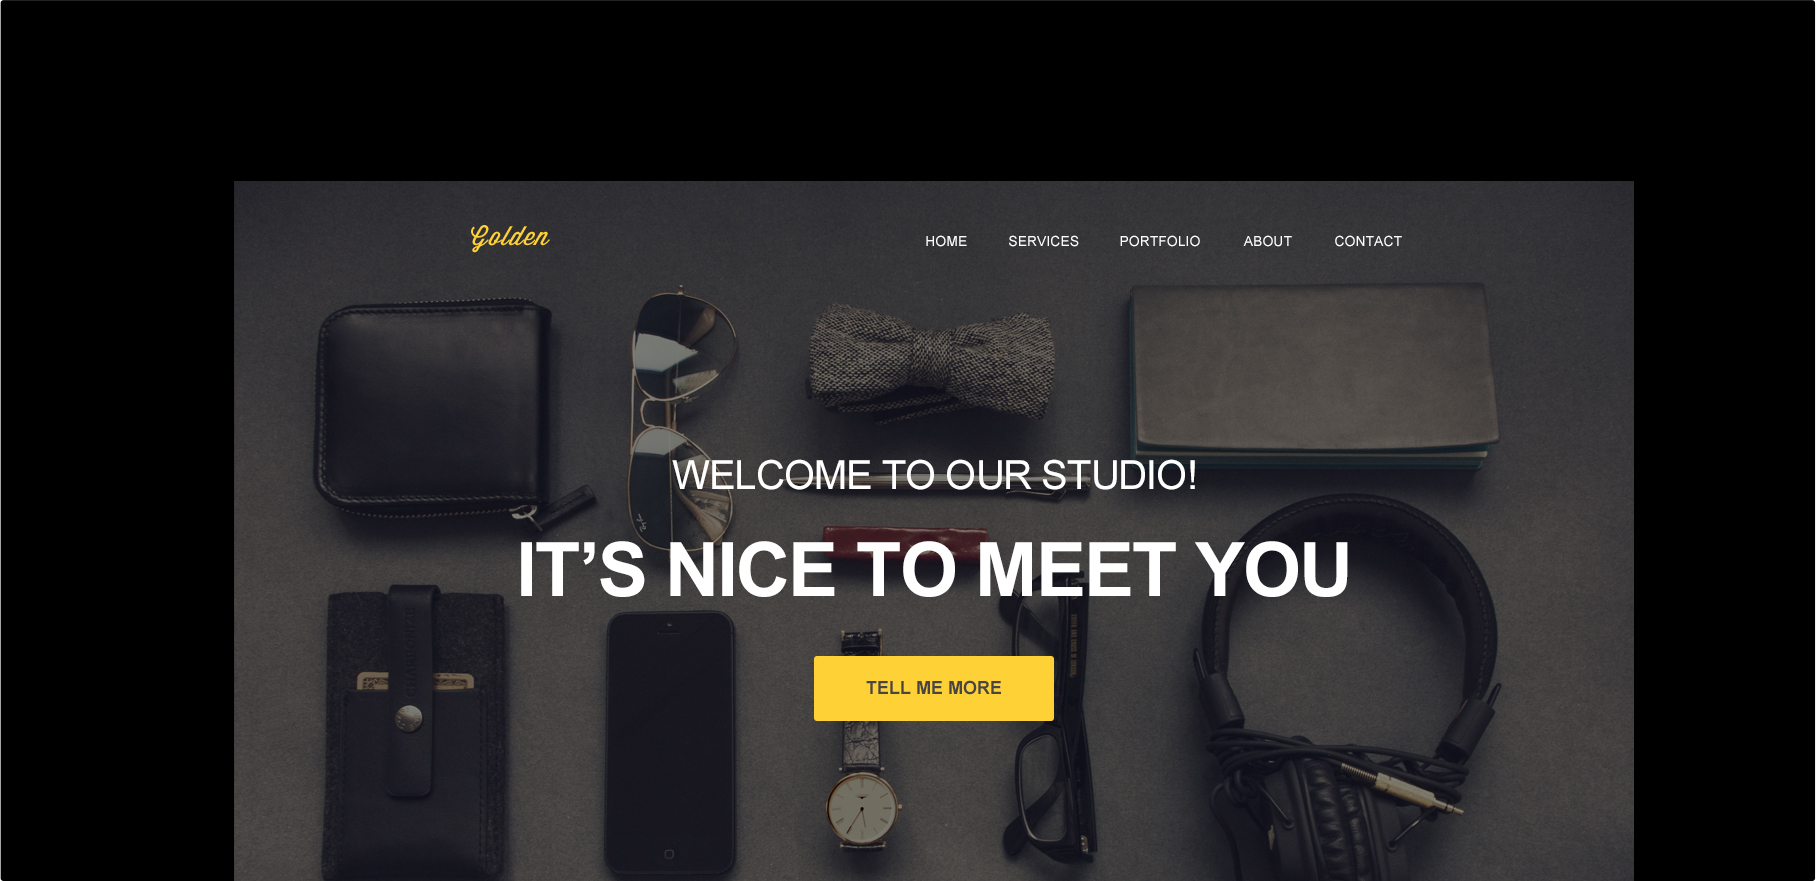 Golden
HOME SERVICES PORTFOLIO ABOUT CONTACT
WELCOME TO OUR STUDIO!
IT’S NICE TO MEET YOU
TELL ME MORE